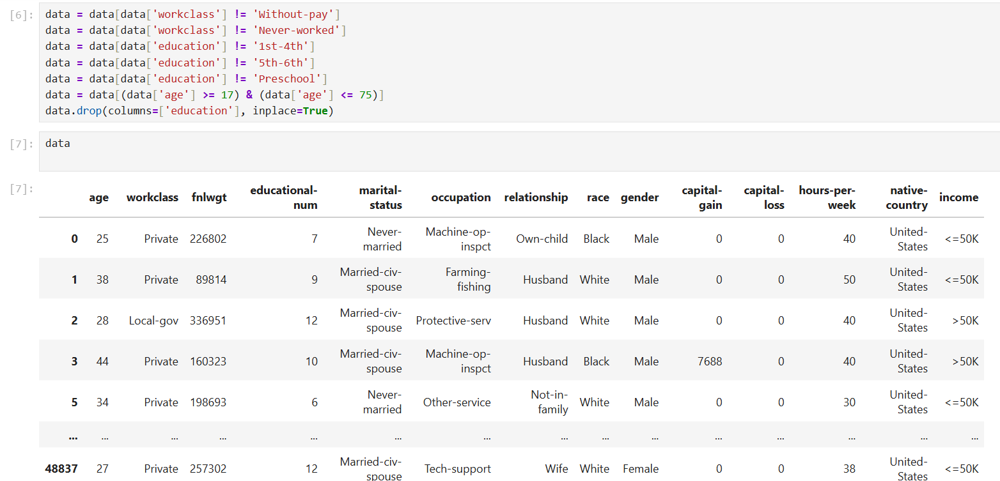 [6]: data = data[data['workclass'] != 'Without-pay']
data = data[data['workclass'] != 'Never-worked']
data = data[data['education'] != '1st-4th']
data = data[data['education'] != '5th-6th']
data = data[data['education'] != 'Preschool']
data = data[(data['age'] >= 17) & (data['age'] <= 75)]
data.drop(columns=['education'], inplace=True)
[7]: data
[7]:
age workclass fnlwgt educational-num marital-status occupation relationship race gender capital-gain capital-loss hours-per-week native-country income
0 25 Private 226802 7 Never-married Machine-op-inspct Own-child Black Male 0 0 40 United-States <=50K
1 38 Private 89814 9 Married-civ-spouse Farming-fishing Husband White Male 0 0 50 United-States <=50K
2 28 Local-gov 336951 12 Married-civ-spouse Protective-serv Husband White Male 0 0 40 United-States >50K
3 44 Private 160323 10 Married-civ-spouse Machine-op-inspct Husband Black Male 7688 0 40 United-States >50K
5 34 Private 198693 6 Never-married Other-service Not-in-family White Male 0 0 30 United-States <=50K
... ... ... ... ... ... ... ... ... ... ... ... ... ... ...
48837 27 Private 257302 12 Married-civ-spouse Tech-support Wife White Female 0 0 38 United-States <=50K